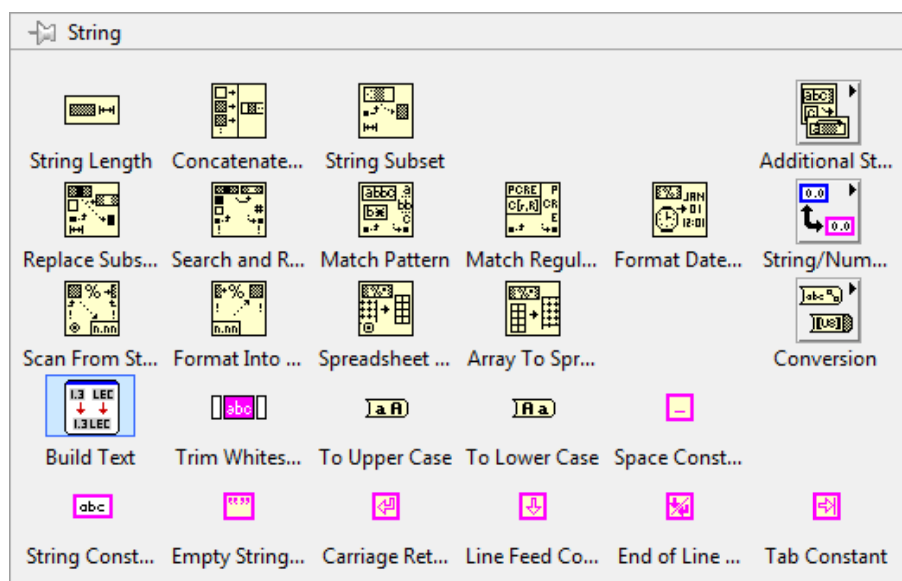 String
String Length Concatenate... String Subset Additional St...
Replace Subs... Search and R... Match Pattern Match Regul... Format Date... String/Num...
Scan From St... Format Into ... Spreadsheet ... Array To Spr... Conversion
Build Text Trim Whites... To Upper Case To Lower Case Space Const...
String Const... Empty String... Carriage Ret... Line Feed Co... End of Line ... Tab Constant